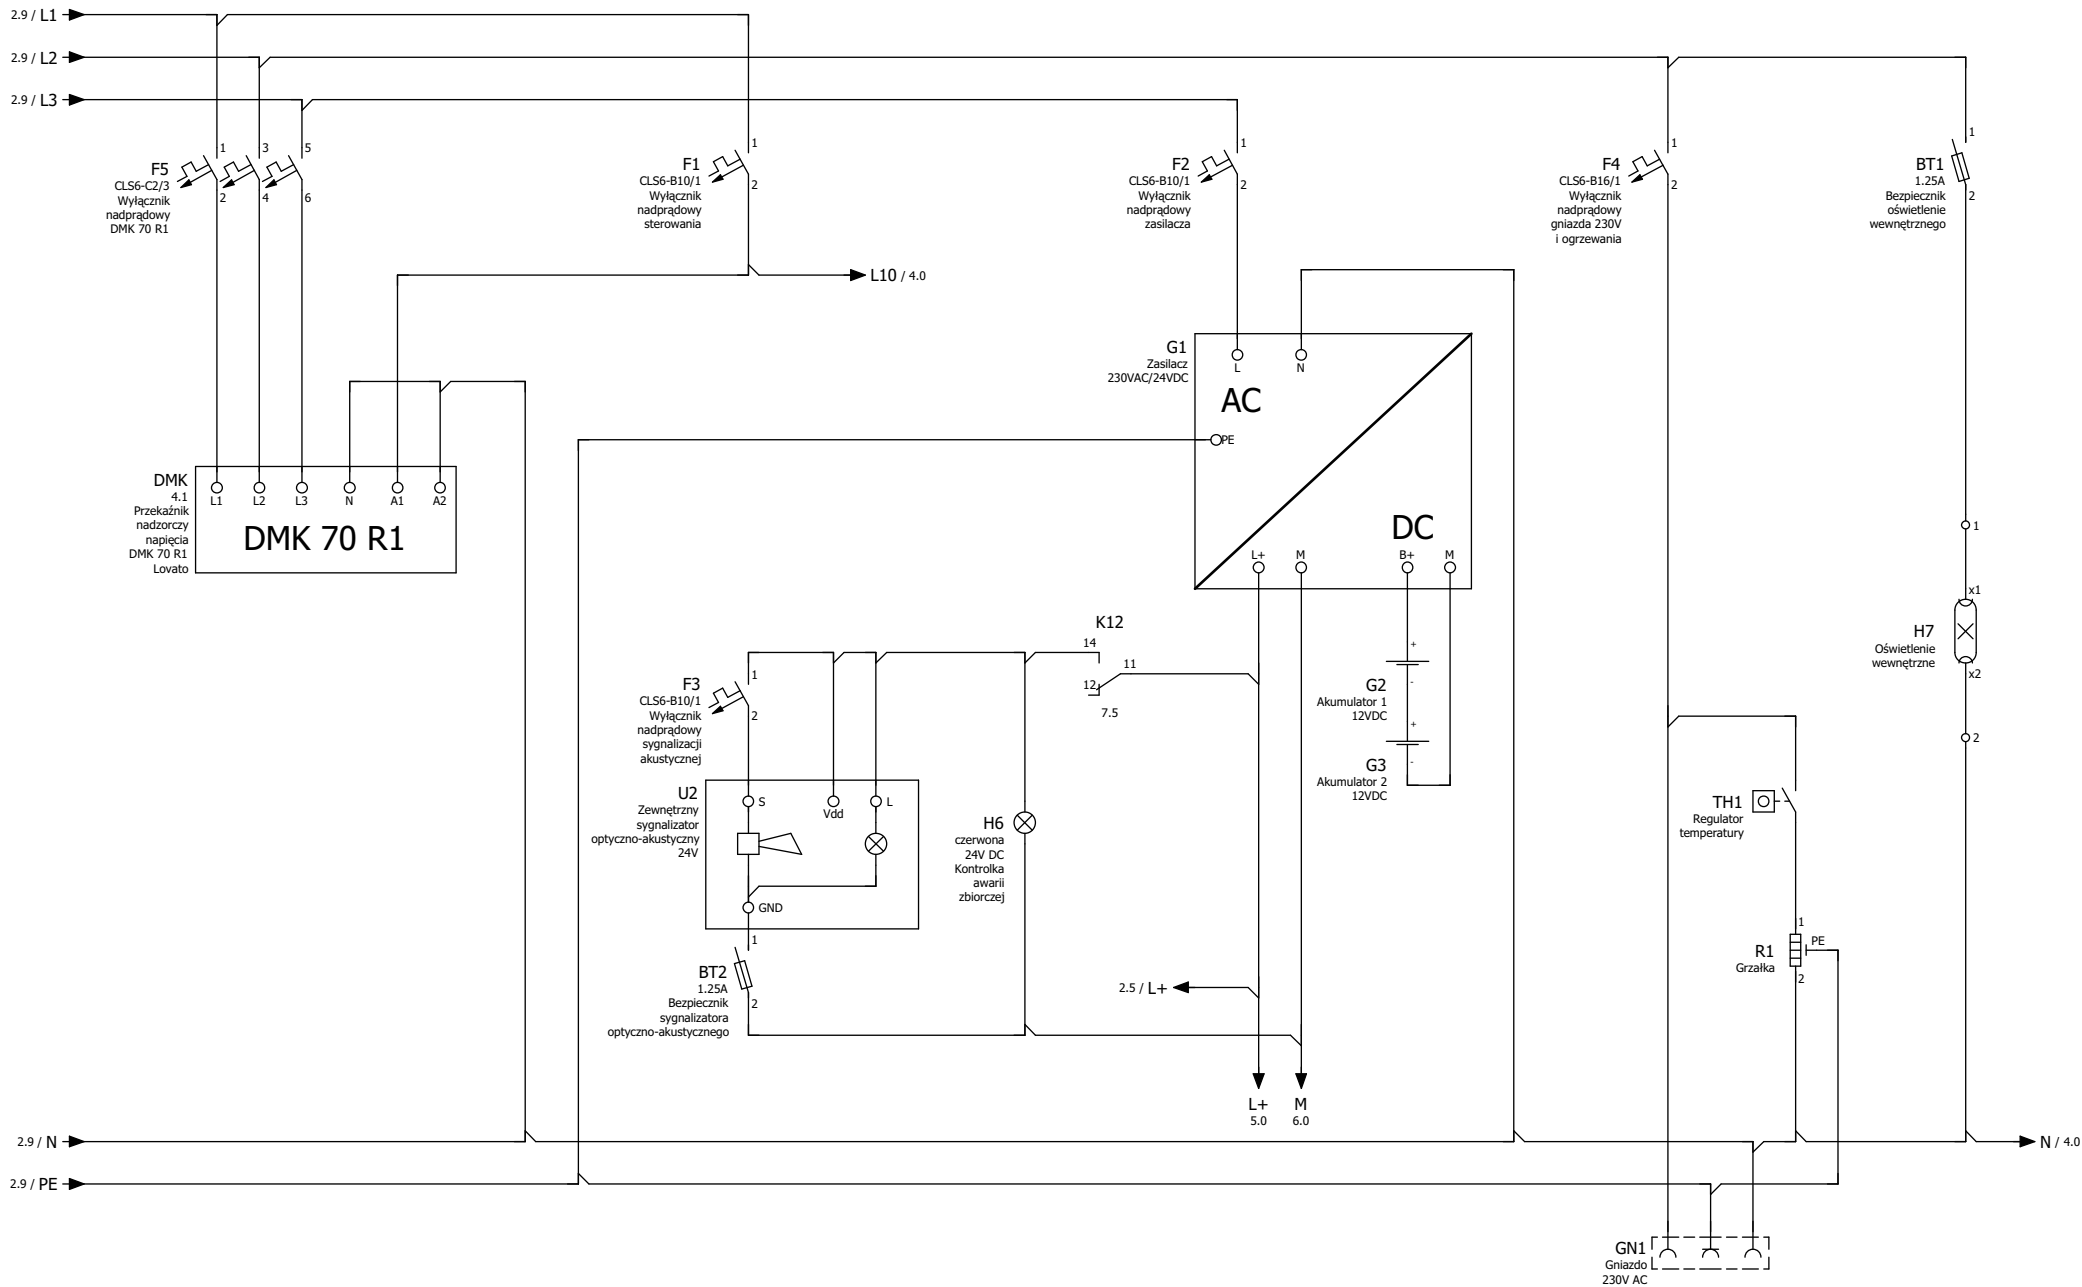 2.9 / L1
2.9 / L2
2.9 / L3
F5
CLS6-C2/3
Wyłącznik
nadprądowy
DMK 70 R1
1
2
3
4
5
6
F1
CLS6-B10/1
Wyłącznik
nadprądowy
sterowania
1
2
F2
CLS6-B10/1
Wyłącznik
nadprądowy
zasilacza
1
2
F4
CLS6-B16/1
Wyłącznik
nadprądowy
gniazda 230V
i ogrzewania
1
2
BT1
1.25A
Bezpiecznik
oświetlenie
wewnętrznego
1
2
L10 / 4.0
G1
Zasilacz
230VAC/24VDC
L
N
AC
PE
DC
L+
M
B+
M
DMK
4.1
Przekaźnik
nadzorczy
napięcia
DMK 70 R1
Lovato
L1
L2
L3
N
A1
A2
DMK 70 R1
1
x1
H7
Oświetlenie
wewnętrzne
x2
2
K12
14
11
12
7.5
F3
CLS6-B10/1
Wyłącznik
nadprądowy
sygnalizacji
akustycznej
1
2
+
G2
Akumulator 1
12VDC
-
+
G3
Akumulator 2
12VDC
-
U2
Zewnętrzny
sygnalizator
optyczno-akustyczny
24V
S
Vdd
L
GND
H6
czerwona
24V DC
Kontrolka
awarii
zbiorczej
TH1
Regulator
temperatury
BT2
1.25A
Bezpiecznik
sygnalizatora
optyczno-akustycznego
1
2
R1
Grzałka
1
PE
2
2.5 / L+
L+
5.0
M
6.0
2.9 / N
N / 4.0
2.9 / PE
GN1
Gniazdo
230V AC